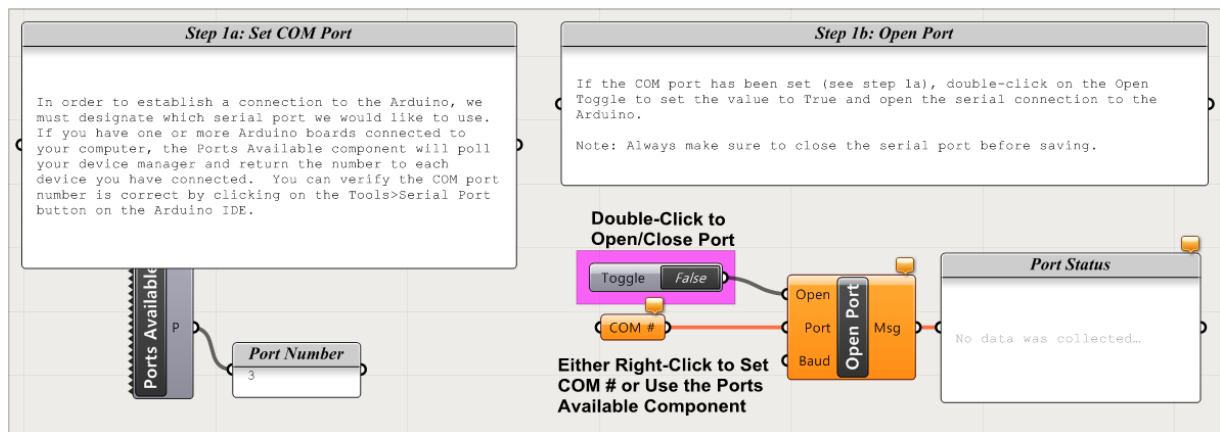 Step 1a: Set COM Port
In order to establish a connection to the Arduino, we
must designate which serial port we would like to use.
If you have one or more Arduino boards connected to
your computer, the Ports Available component will poll
your device manager and return the number to each
device you have connected.  You can verify the COM port
number is correct by clicking on the Tools>Serial Port
button on the Arduino IDE.
Ports Available
P
Port Number
3
Step 1b: Open Port
If the COM port has been set (see step 1a), double-click on the Open
Toggle to set the value to True and open the serial connection to the
Arduino.
Note: Always make sure to close the serial port before saving.
Double-Click to
Open/Close Port
Toggle
False
COM #
Either Right-Click to Set
COM # or Use the Ports
Available Component
Open
Port
Baud
Open Port
Msg
Port Status
No data was collected…